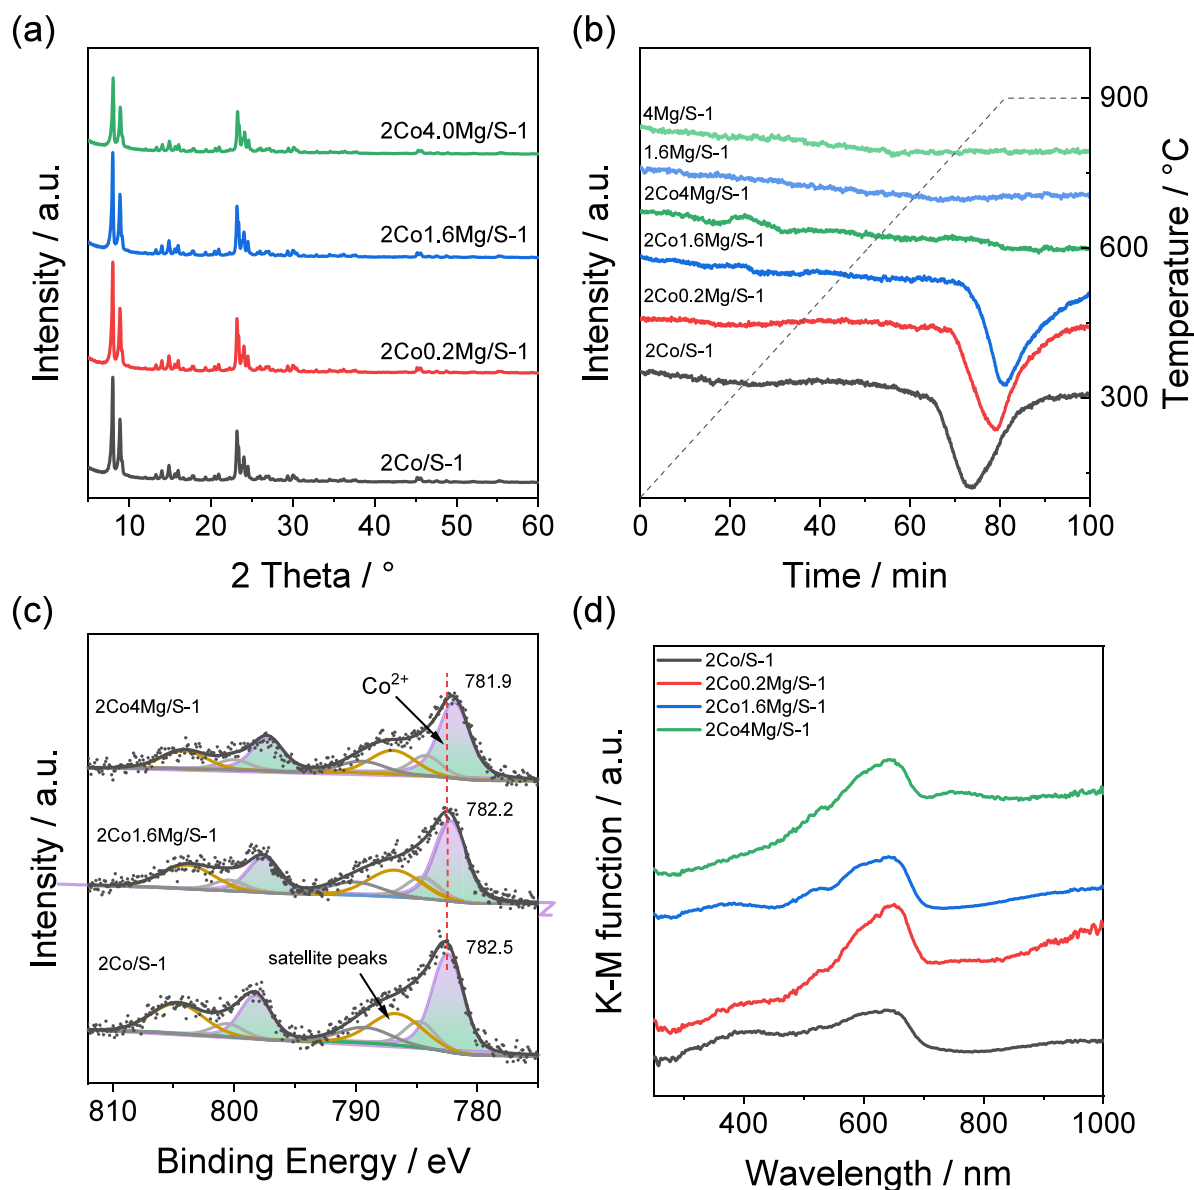 (a)
Intensity / a.u.
2Co4.0Mg/S-1
2Co1.6Mg/S-1
2Co0.2Mg/S-1
2Co/S-1
10 20 30 40 50 60
2 Theta / °
(b)
Intensity / a.u.
4Mg/S-1
1.6Mg/S-1
2Co4Mg/S-1
2Co1.6Mg/S-1
2Co0.2Mg/S-1
2Co/S-1
900
600
300
Temperature / °C
0 20 40 60 80 100
Time / min
(c)
Intensity / a.u.
Co²⁺
781.9
2Co4Mg/S-1
782.2
2Co1.6Mg/S-1
782.5
2Co/S-1
satellite peaks
810 800 790 780
Binding Energy / eV
(d)
K-M function / a.u.
2Co/S-1
2Co0.2Mg/S-1
2Co1.6Mg/S-1
2Co4Mg/S-1
400 600 800 1000
Wavelength / nm